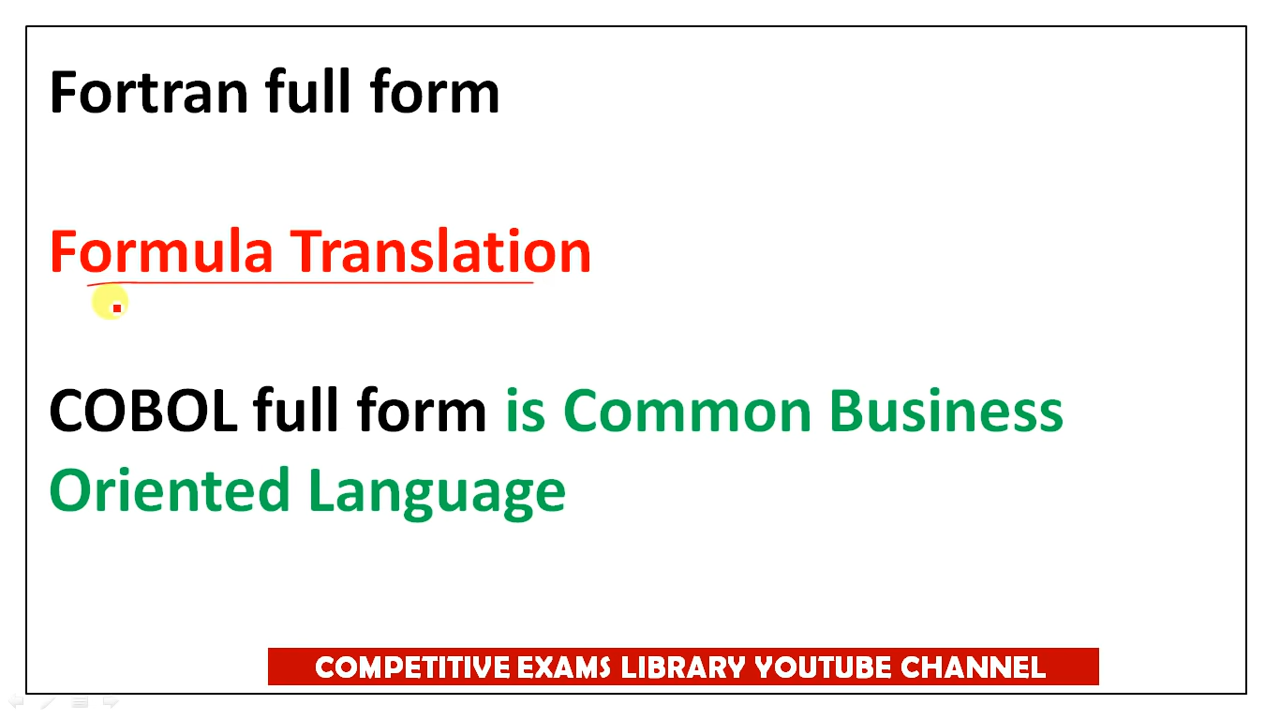 Fortran full form
Formula Translation
COBOL full form is Common Business
Oriented Language
COMPETITIVE EXAMS LIBRARY YOUTUBE CHANNEL